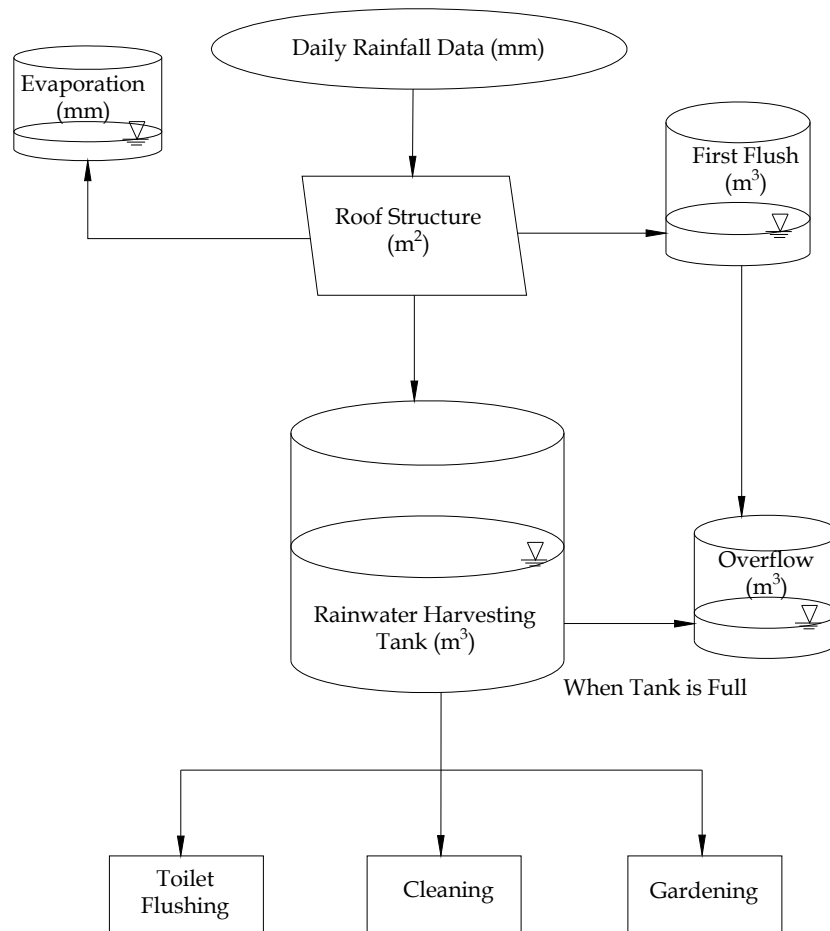 Daily Rainfall Data (mm)
Evaporation
(mm)
First Flush
(m³)
Roof Structure
(m²)
Overflow
(m³)
Rainwater Harvesting
Tank (m³)
When Tank is Full
Toilet
Flushing
Cleaning
Gardening